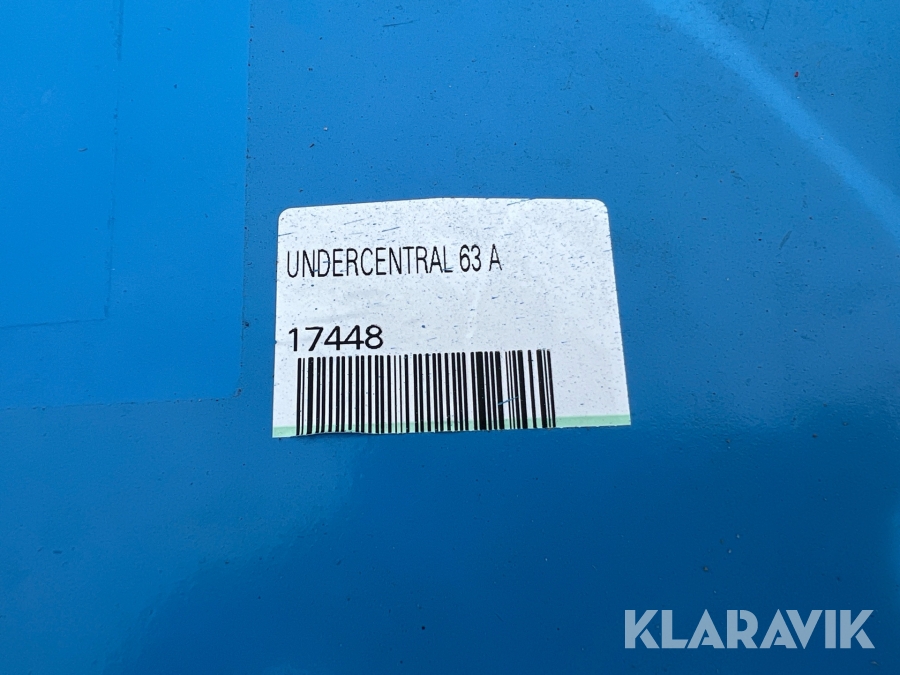 UNDERCENTRAL 63 A
17448
KLARAVIK